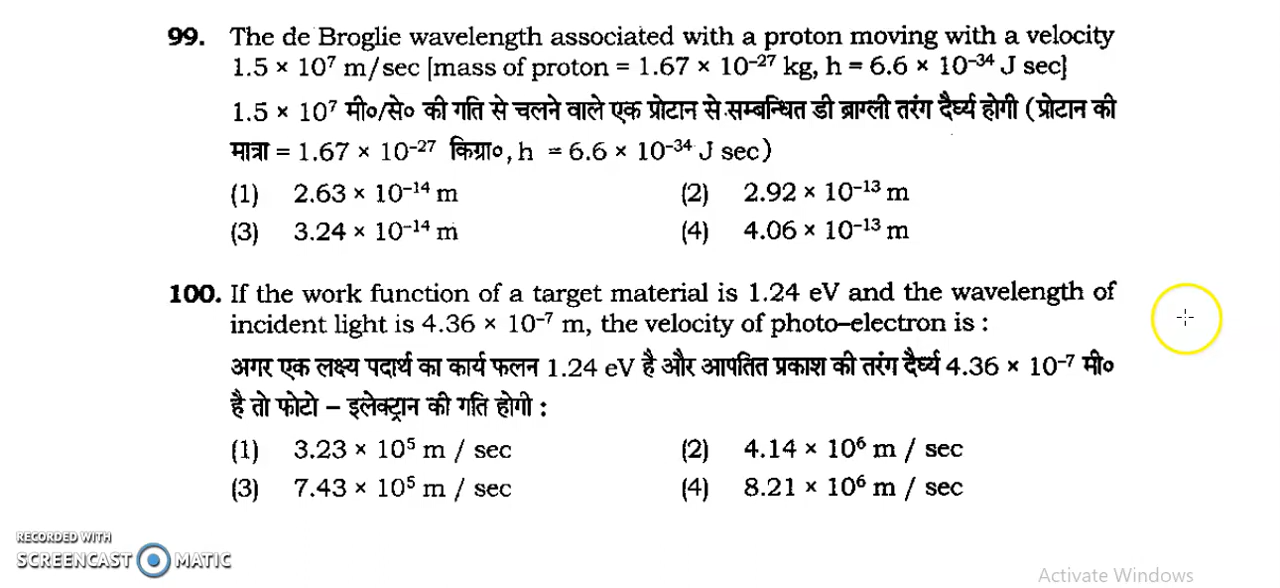 99. The de Broglie wavelength associated with a proton moving with a velocity
1.5 × 10⁷ m/sec [mass of proton = 1.67 × 10⁻²⁷ kg, h = 6.6 × 10⁻³⁴ J sec]
1.5 × 10⁷ मी०/से० की गति से चलने वाले एक प्रोटान से सम्बन्धित डी ब्राग्ली तरंग दैर्घ्य होगी (प्रोटान की
मात्रा = 1.67 × 10⁻²⁷ किग्रा०, h = 6.6 × 10⁻³⁴ J sec)
(1) 2.63 × 10⁻¹⁴ m (2) 2.92 × 10⁻¹³ m
(3) 3.24 × 10⁻¹⁴ m (4) 4.06 × 10⁻¹³ m
100. If the work function of a target material is 1.24 eV and the wavelength of
incident light is 4.36 × 10⁻⁷ m, the velocity of photo–electron is :
अगर एक लक्ष्य पदार्थ का कार्य फलन 1.24 eV है और आपतित प्रकाश की तरंग दैर्घ्य 4.36 × 10⁻⁷ मी०
है तो फोटो – इलेक्ट्रान की गति होगी :
(1) 3.23 × 10⁵ m / sec (2) 4.14 × 10⁶ m / sec
(3) 7.43 × 10⁵ m / sec (4) 8.21 × 10⁶ m / sec
RECORDED WITH
SCREENCAST MATIC
Activate Windows